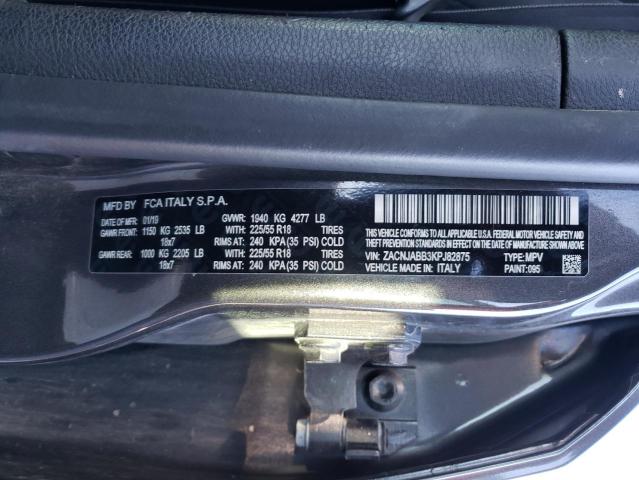 MFD BY FCA ITALY S.P.A.
DATE OF MFR 01/19 GVWR: 1940 KG 4277 LB
GAWR FRONT: 1150 KG 2535 LB 225/55 R18 TIRES
18x7 RIMS AT: 240 KPA(35 PSI) COLD
GAWR REAR: 1000 KG 2205 LB 225/55 R18 TIRES
18x7 RIMS AT: 240 KPA(35 PSI) COLD
THIS VEHICLE CONFORMS TO ALL APPLICABLE U.S.A. FEDERAL MOTOR VEHICLE SAFETY
BUMPER AND THEFT PREVENTION STANDARDS IN EFFECT ON THE DATE OF MFR SHOWN ABOVE
VIN: ZACNJABB3KPJ82875 TYPE: MPV
VEHICLE MADE IN: ITALY PAINT: 095